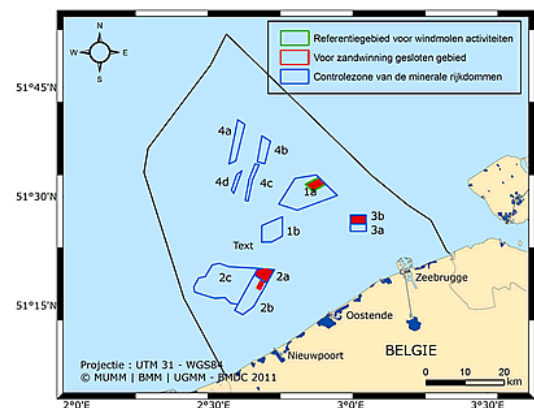 N
W E
S
Referentiegebied voor windmolen activiteiten
Voor zandwinning gesloten gebied
Controlezone van de minerale rijkdommen
51°45'N
51°30'N
51°15'N
4a
4b
4d
4c
1a
3b
3a
1b
Text
2c
2a
2b
Zeebrugge
Oostende
Nieuwpoort
BELGIE
Projectie : UTM 31 - WGS84
© MUMM | BMM | UGMM - BMDC 2011
0 10 20
km
2°0'E 2°30'E 3°0'E 3°30'E